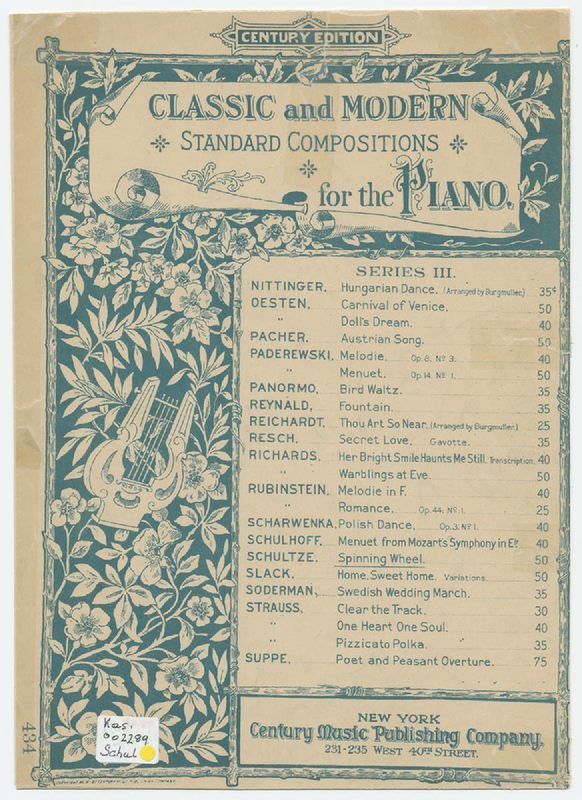 CENTURY EDITION
CLASSIC and MODERN
STANDARD COMPOSITIONS
for the PIANO.
SERIES III.
NITTINGER. Hungarian Dance. (Arranged by Burgmuller.) 35¢
OESTEN. Carnival of Venice. 50
" Doll's Dream. 40
PACHER. Austrian Song. 50
PADEREWSKI. Melodie. Op. 8. Nº 3. 40
" Menuet. Op. 14. Nº 1. 50
PANORMO. Bird Waltz. 35
REYNALD. Fountain. 35
REICHARDT. Thou Art So Near. (Arranged by Burgmuller.) 25
RESCH. Secret Love. Gavotte. 35
RICHARDS. Her Bright Smile Haunts Me Still. Transcription. 40
" Warblings at Eve. 50
RUBINSTEIN. Melodie in F. 40
" Romance. Op. 44. Nº 1. 25
SCHARWENKA. Polish Dance. Op. 3. Nº 1. 40
SCHULHOFF. Menuet from Mozart's Symphony in E♭. 40
SCHULTZE. Spinning Wheel. 50
SLACK. Home, Sweet Home. Variations. 50
SODERMAN. Swedish Wedding March. 35
STRAUSS. Clear the Track. 30
" One Heart One Soul. 40
" Pizzicato Polka. 35
SUPPE. Poet and Peasant Overture. 75
NEW YORK
Century Music Publishing Company.
231-235 WEST 40TH STREET.
434
Kas.
002289
Schul